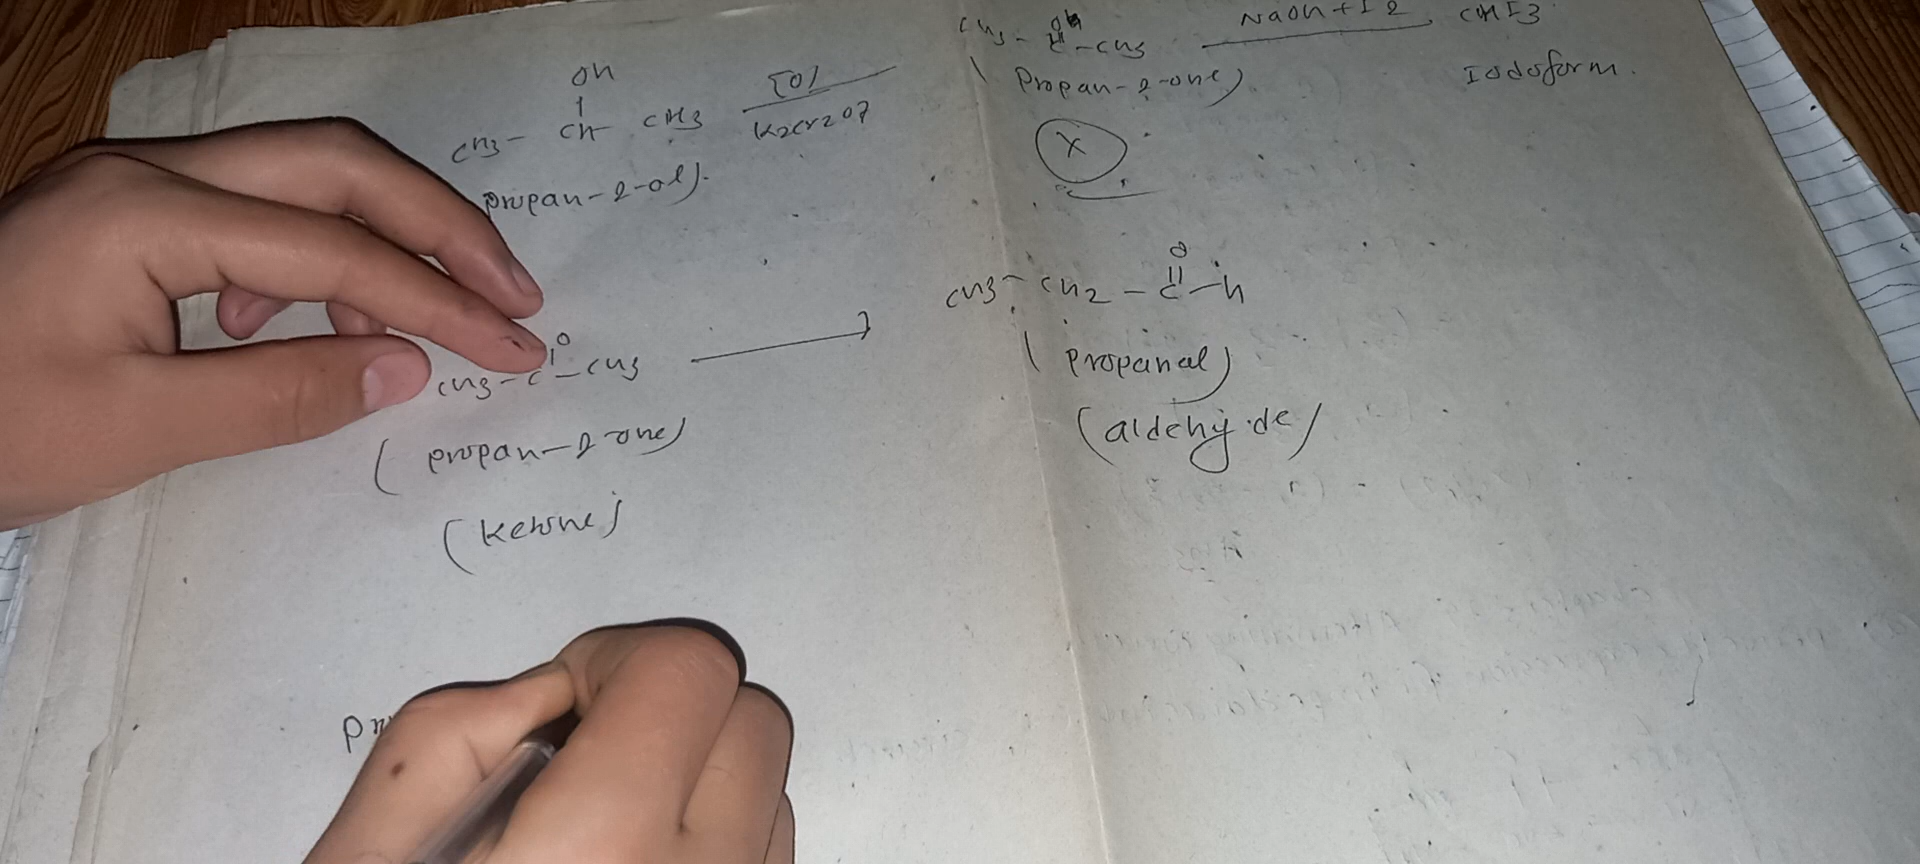 OH
|
CH3 - CH - CH3 [O] K2Cr2O7
propan-2-ol).
O
||
CH3 - C - CH3 NaOH + I2 CHI3
(Propan-2-one) Iodoform.
X
O
||
CH3 - C - CH3 →
(propan-2-one)
(Ketone)
O
||
CH3 - CH2 - C - H
(propanal)
(aldehyde)